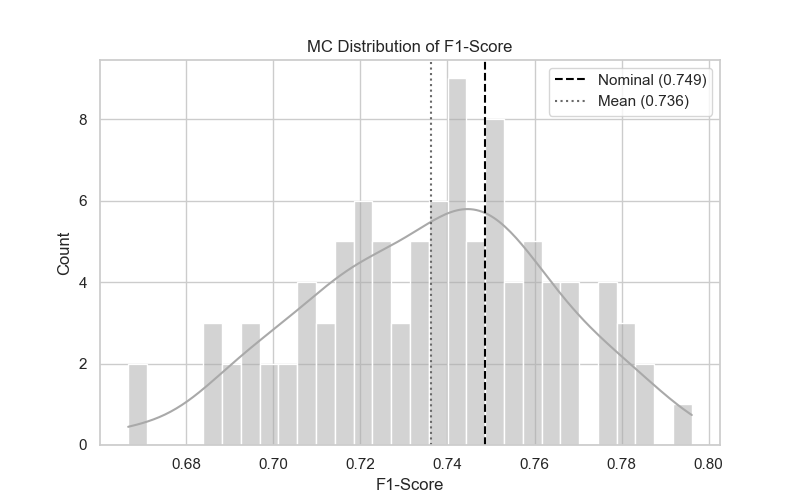 MC Distribution of F1-Score
Nominal (0.749)
Mean (0.736)
8
6
4
2
0
Count
0.68 0.70 0.72 0.74 0.76 0.78 0.80
F1-Score